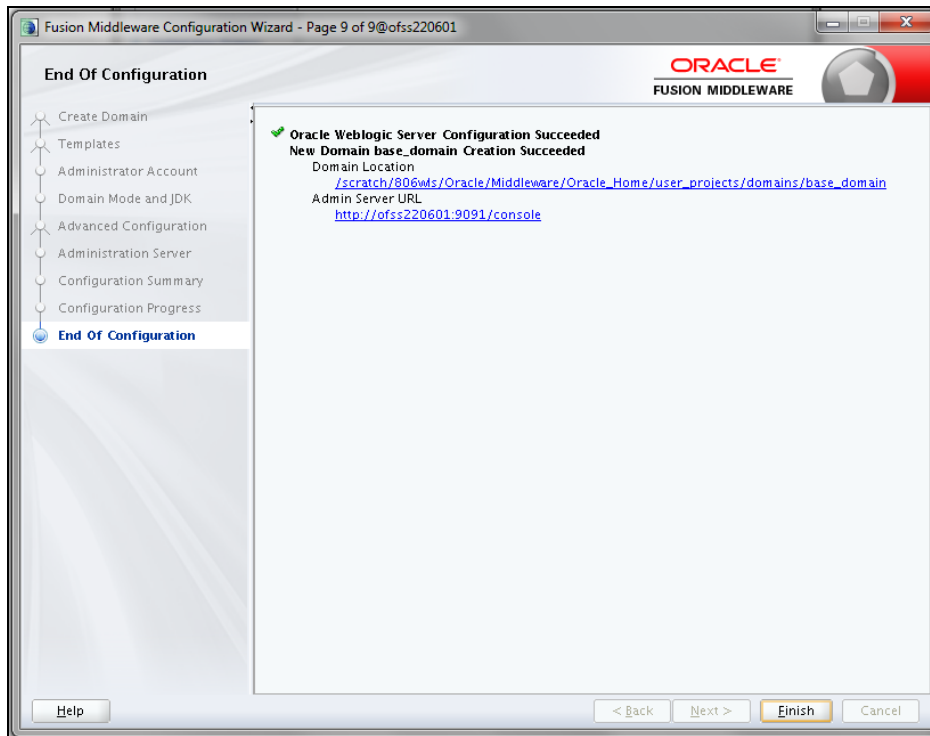 Fusion Middleware Configuration Wizard - Page 9 of 9@ofss220601
End Of Configuration
ORACLE
FUSION MIDDLEWARE
Create Domain
Templates
Administrator Account
Domain Mode and JDK
Advanced Configuration
Administration Server
Configuration Summary
Configuration Progress
End Of Configuration
Oracle Weblogic Server Configuration Succeeded
New Domain base_domain Creation Succeeded
Domain Location
/scratch/806wls/Oracle/Middleware/Oracle_Home/user_projects/domains/base_domain
Admin Server URL
http://ofss220601:9091/console
Help
< Back
Next >
Finish
Cancel